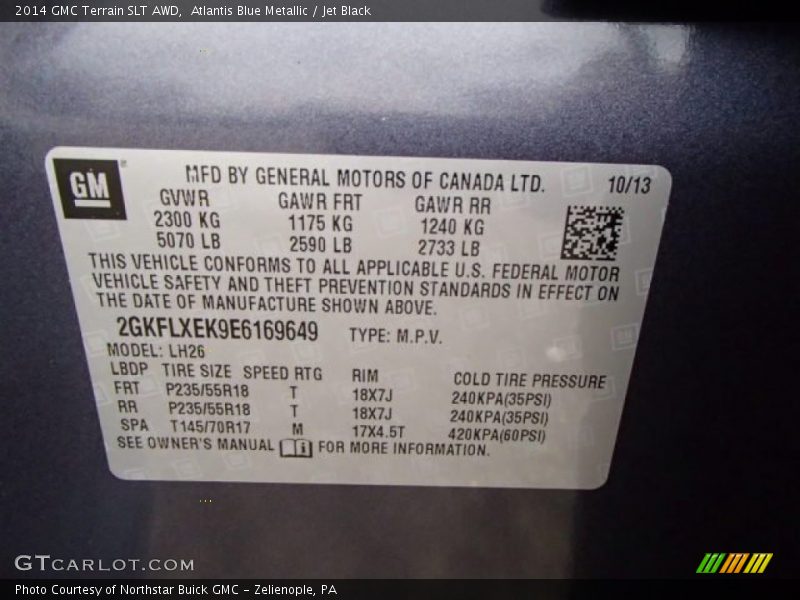 2014 GMC Terrain SLT AWD,  Atlantis Blue Metallic / Jet Black
GM
MFD BY GENERAL MOTORS OF CANADA LTD. 10/13
GVWR GAWR FRT GAWR RR
2300 KG 1175 KG 1240 KG
5070 LB 2590 LB 2733 LB
THIS VEHICLE CONFORMS TO ALL APPLICABLE U.S. FEDERAL MOTOR
VEHICLE SAFETY AND THEFT PREVENTION STANDARDS IN EFFECT ON
THE DATE OF MANUFACTURE SHOWN ABOVE.
2GKFLXEK9E6169649 TYPE: M.P.V.
MODEL: LH26
LBDP TIRE SIZE SPEED RTG RIM COLD TIRE PRESSURE
FRT P235/55R18 T 18X7J 240KPA(35PSI)
RR P235/55R18 T 18X7J 240KPA(35PSI)
SPA T145/70R17 M 17X4.5T 420KPA(60PSI)
SEE OWNER'S MANUAL i FOR MORE INFORMATION.
GTCARLOT.COM
Photo Courtesy of Northstar Buick GMC - Zelienople, PA